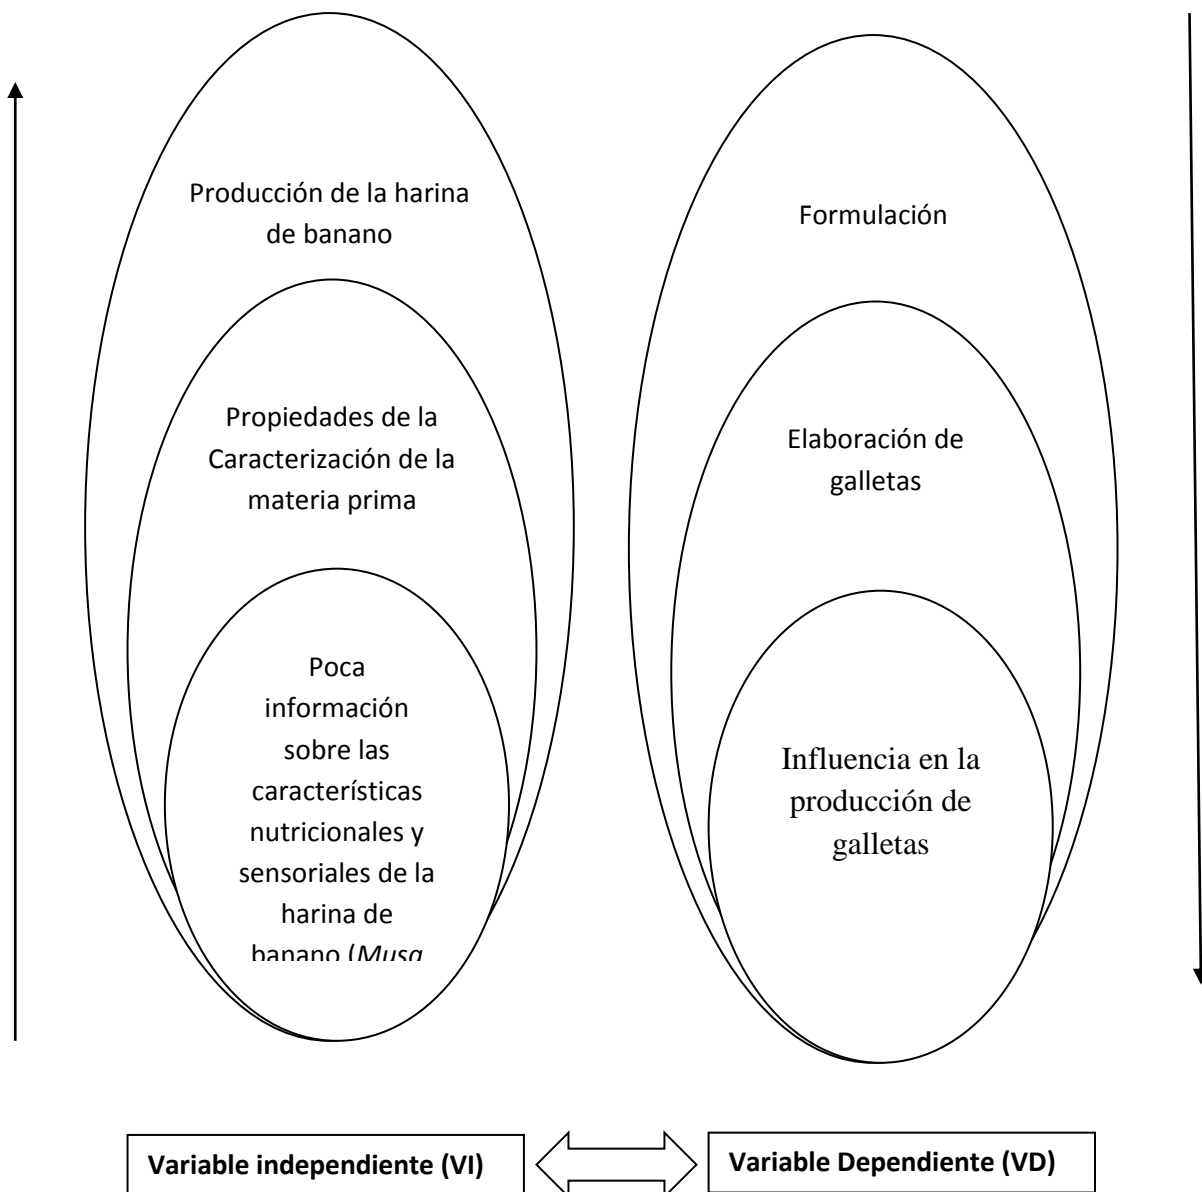 Producción de la harina
de banano
Propiedades de la
Caracterización de la
materia prima
Poca
información
sobre las
características
nutricionales y
sensoriales de la
harina de
banano (Musa
Formulación
Elaboración de
galletas
Influencia en la
producción de
galletas
Variable independiente (VI)
Variable Dependiente (VD)